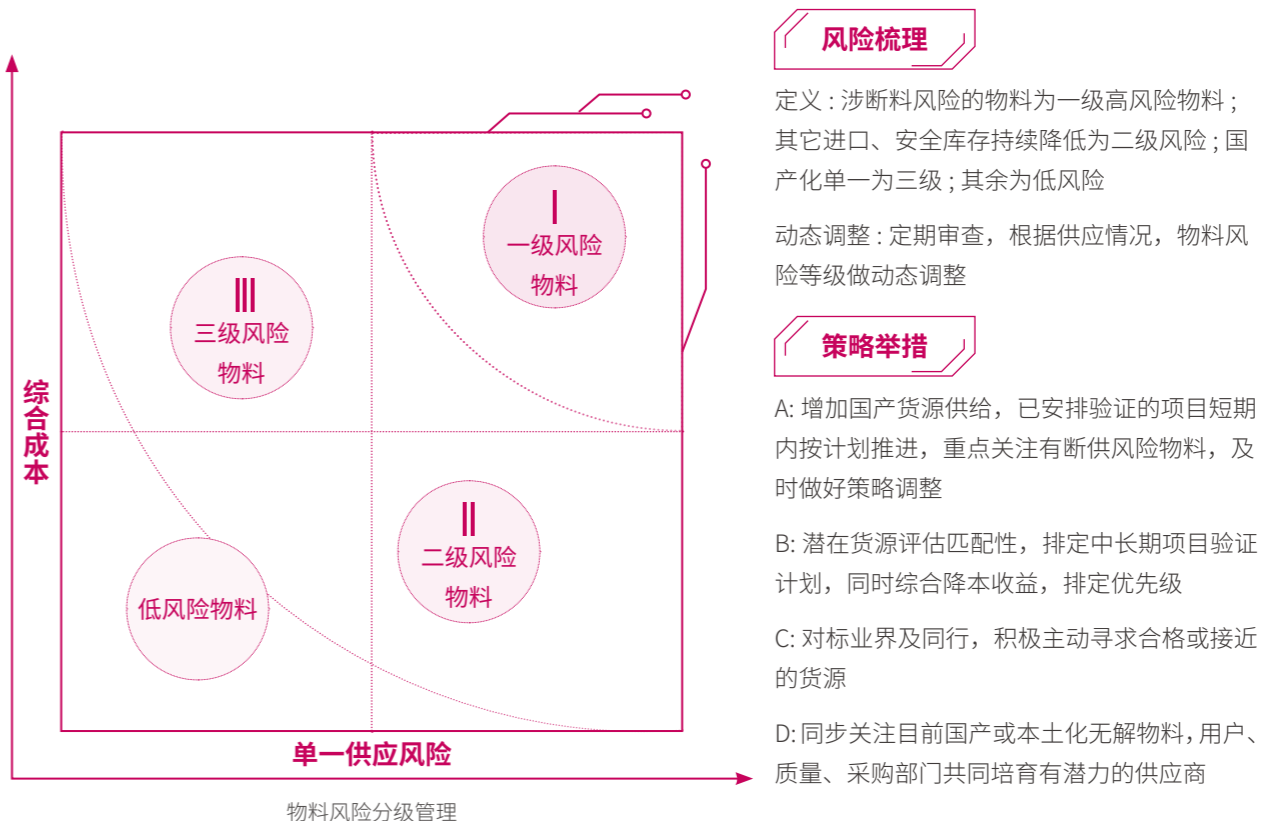 综合成本
Ⅰ
一级风险
物料
Ⅲ
三级风险
物料
Ⅱ
二级风险
物料
低风险物料
单一供应风险
物料风险分级管理
风险梳理
定义 : 涉断料风险的物料为一级高风险物料 ;
其它进口、安全库存持续降低为二级风险 ; 国
产化单一为三级 ; 其余为低风险
动态调整 : 定期审查，根据供应情况，物料风
险等级做动态调整
策略举措
A: 增加国产货源供给，已安排验证的项目短期
内按计划推进，重点关注有断供风险物料，及
时做好策略调整
B: 潜在货源评估匹配性，排定中长期项目验证
计划，同时综合降本收益，排定优先级
C: 对标业界及同行，积极主动寻求合格或接近
的货源
D: 同步关注目前国产或本土化无解物料，用户、
质量、采购部门共同培育有潜力的供应商